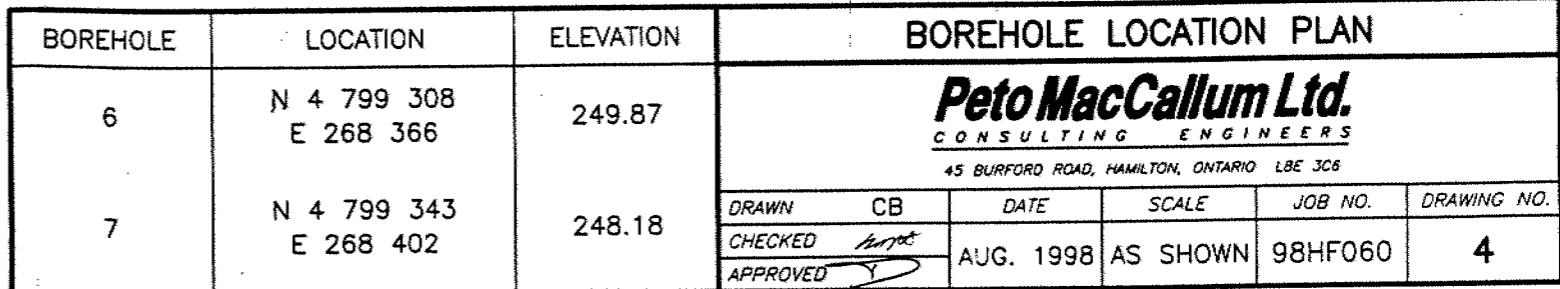 BOREHOLE LOCATION ELEVATION
6 N 4 799 308 249.87
E 268 366
7 N 4 799 343 248.18
E 268 402
BOREHOLE LOCATION PLAN
Peto MacCallum Ltd.
CONSULTING ENGINEERS
45 BURFORD ROAD, HAMILTON, ONTARIO L8E 3C6
DRAWN CB DATE SCALE JOB NO. DRAWING NO.
CHECKED AUG. 1998 AS SHOWN 98HF060 4
APPROVED